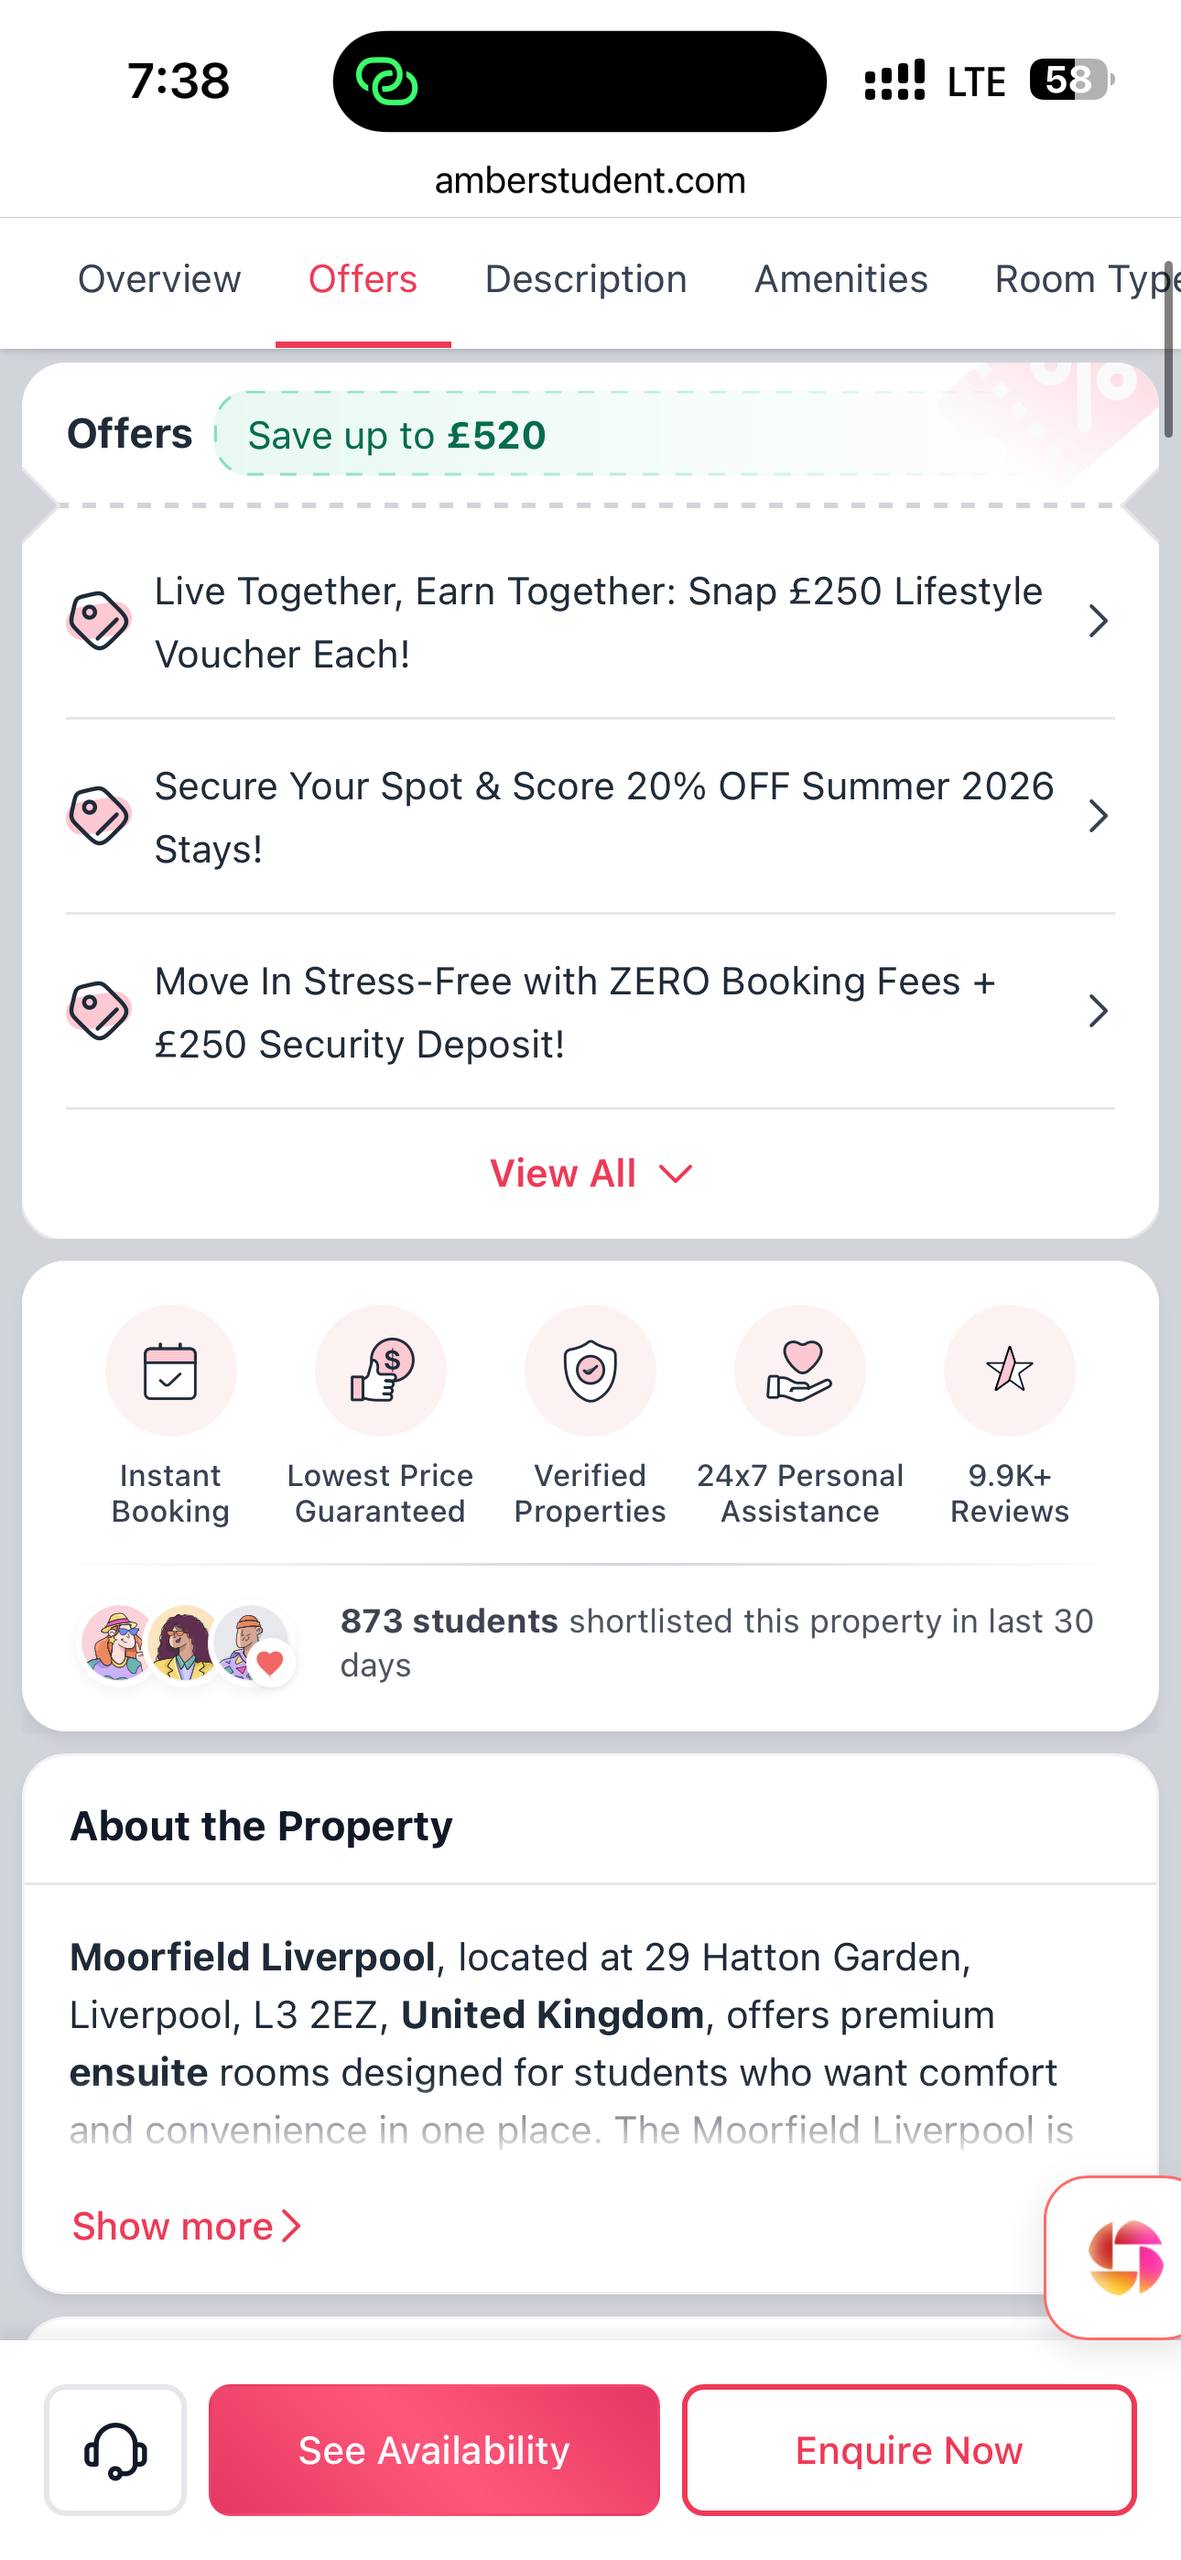 7:38
LTE
58
amberstudent.com
Overview
Offers
Description
Amenities
Room Type
Offers
Save up to £520
%
Live Together, Earn Together: Snap £250 Lifestyle
Voucher Each!
Secure Your Spot & Score 20% OFF Summer 2026
Stays!
Move In Stress-Free with ZERO Booking Fees +
£250 Security Deposit!
View All
$
Instant
Booking
Lowest Price
Guaranteed
Verified
Properties
24x7 Personal
Assistance
9.9K+
Reviews
873 students shortlisted this property in last 30
days
About the Property
Moorfield Liverpool, located at 29 Hatton Garden,
Liverpool, L3 2EZ, United Kingdom, offers premium
ensuite rooms designed for students who want comfort
and convenience in one place. The Moorfield Liverpool is
Show more
See Availability
Enquire Now